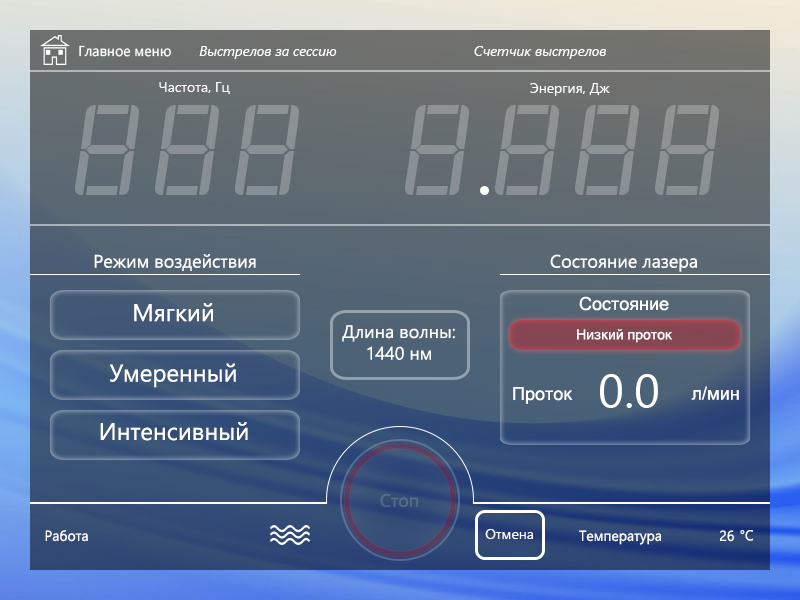 Главное меню
Выстрелов за сессию
Счетчик выстрелов
Частота, Гц
Энергия, Дж
888
8.888
Режим воздействия
Состояние лазера
Мягкий
Умеренный
Интенсивный
Длина волны:
1440 нм
Состояние
Низкий проток
Проток 0.0 л/мин
Стоп
Работа
Отмена
Температура 26 °C